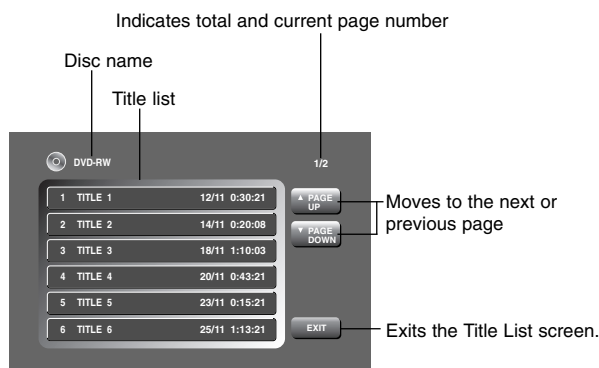 Indicates total and current page number
Disc name
Title list
DVD-RW 1/2
1 TITLE 1 12/11 0:30:21
2 TITLE 2 14/11 0:20:08
3 TITLE 3 18/11 1:10:03
4 TITLE 4 20/11 0:43:21
5 TITLE 5 23/11 0:15:21
6 TITLE 6 25/11 1:13:21
▲ PAGE
UP
▼ PAGE
DOWN
Moves to the next or
previous page
EXIT
Exits the Title List screen.